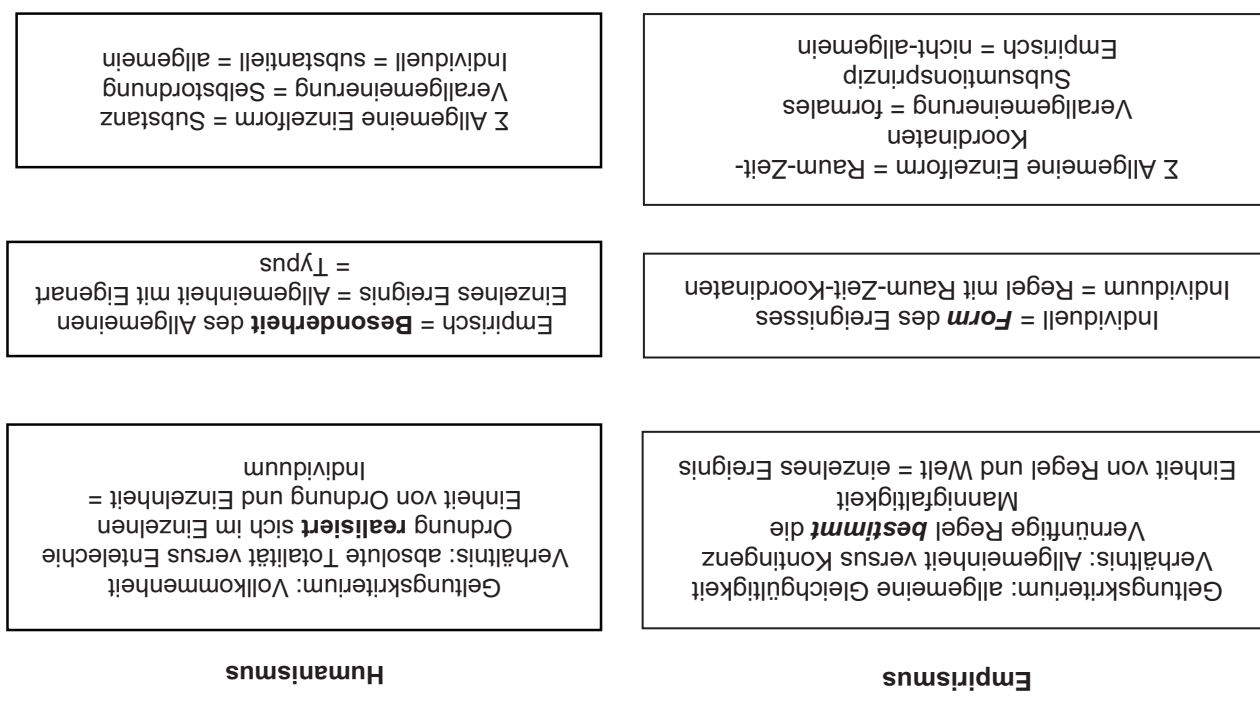 Empirismus
Geltungskriterium: allgemeine Gleichgültigkeit
Verhältnis: Allgemeinheit versus Kontingenz
Vernünftige Regel bestimmt die
Mannigfaltigkeit
Einheit von Regel und Welt = einzelnes Ereignis
Individuell = Form des Ereignisses
Individuum = Regel mit Raum-Zeit-Koordinaten
Σ Allgemeine Einzelform = Raum-Zeit-
Koordinaten
Verallgemeinerung = formales
Subsumtionsprinzip
Empirisch = nicht-allgemein
Humanismus
Geltungskriterium: Vollkommenheit
Verhältnis: absolute Totalität versus Entelechie
Ordnung realisiert sich im Einzelnen
Einheit von Ordnung und Einzelnheit =
Individuum
Empirisch = Besonderheit des Allgemeinen
Einzelnes Ereignis = Allgemeinheit mit Eigenart
= Typus
Σ Allgemeine Einzelform = Substanz
Verallgemeinerung = Selbstordnung
Individuell = substantiell = allgemein